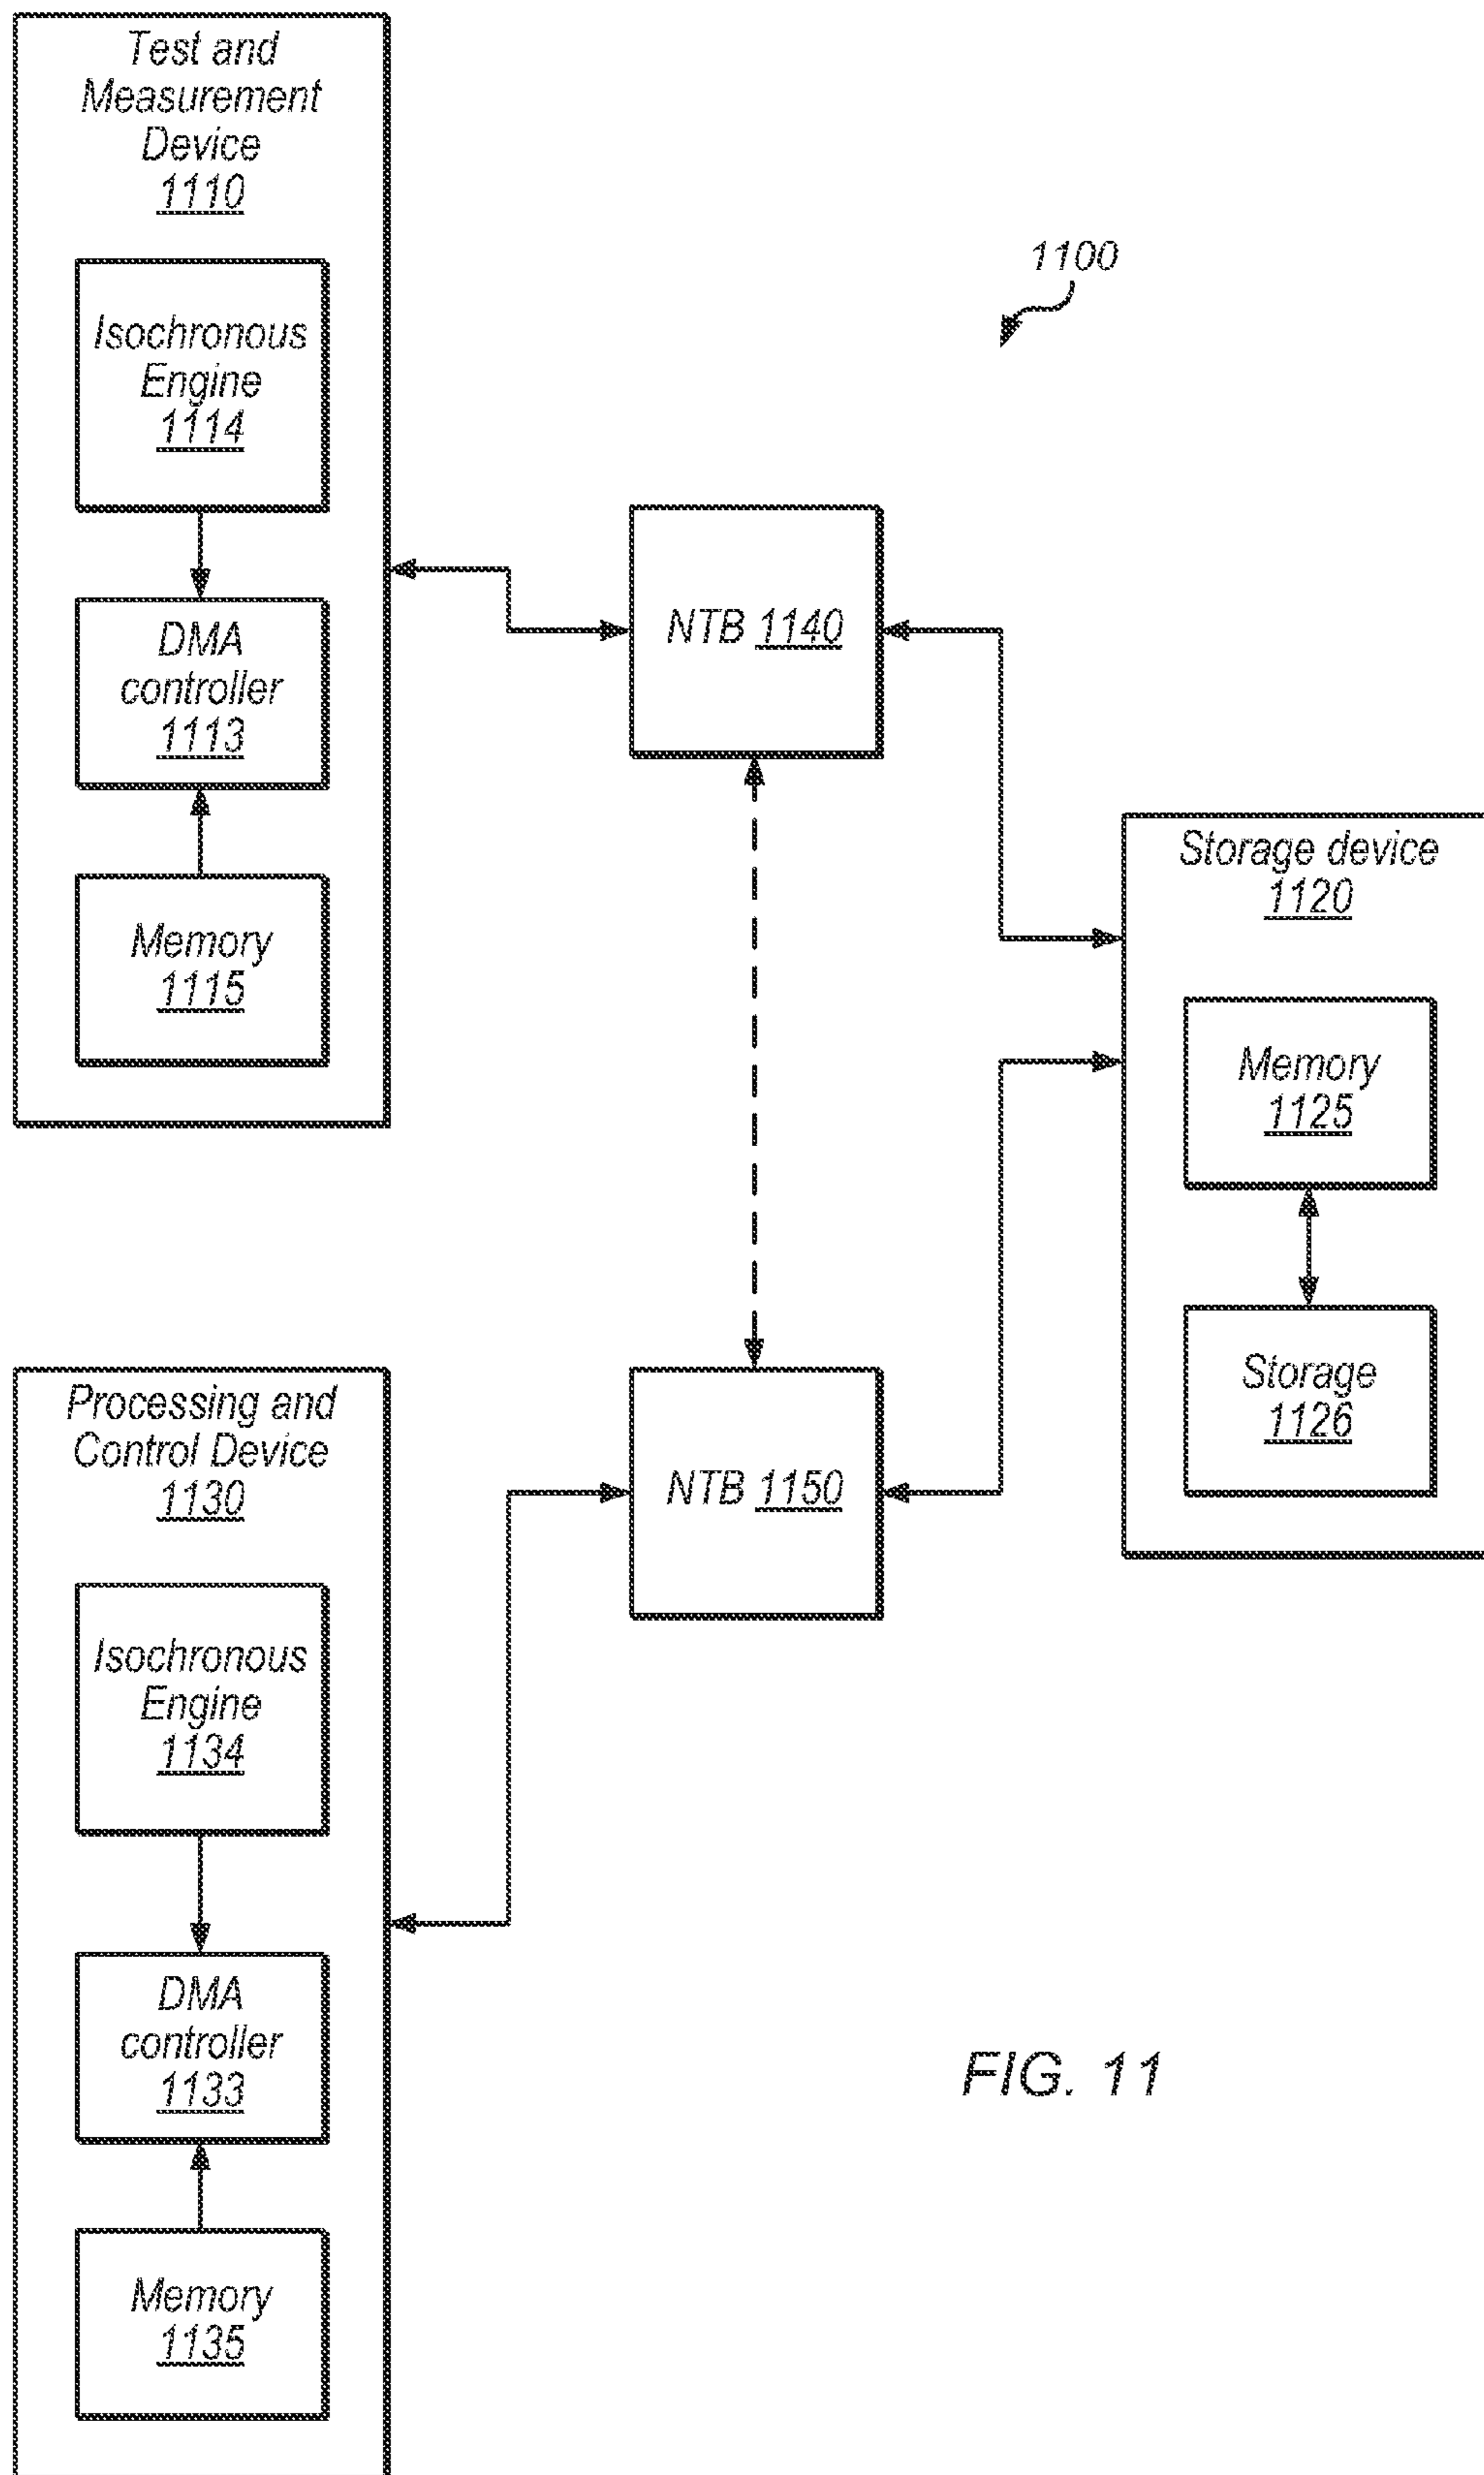 Test and
Measurement
Device
1110
Isochronous
Engine
1114
DMA
controller
1113
Memory
1115
1100
NTB 1140
Storage device
1120
Memory
1125
Storage
1126
NTB 1150
Processing and
Control Device
1130
Isochronous
Engine
1134
DMA
controller
1133
Memory
1135
FIG. 11